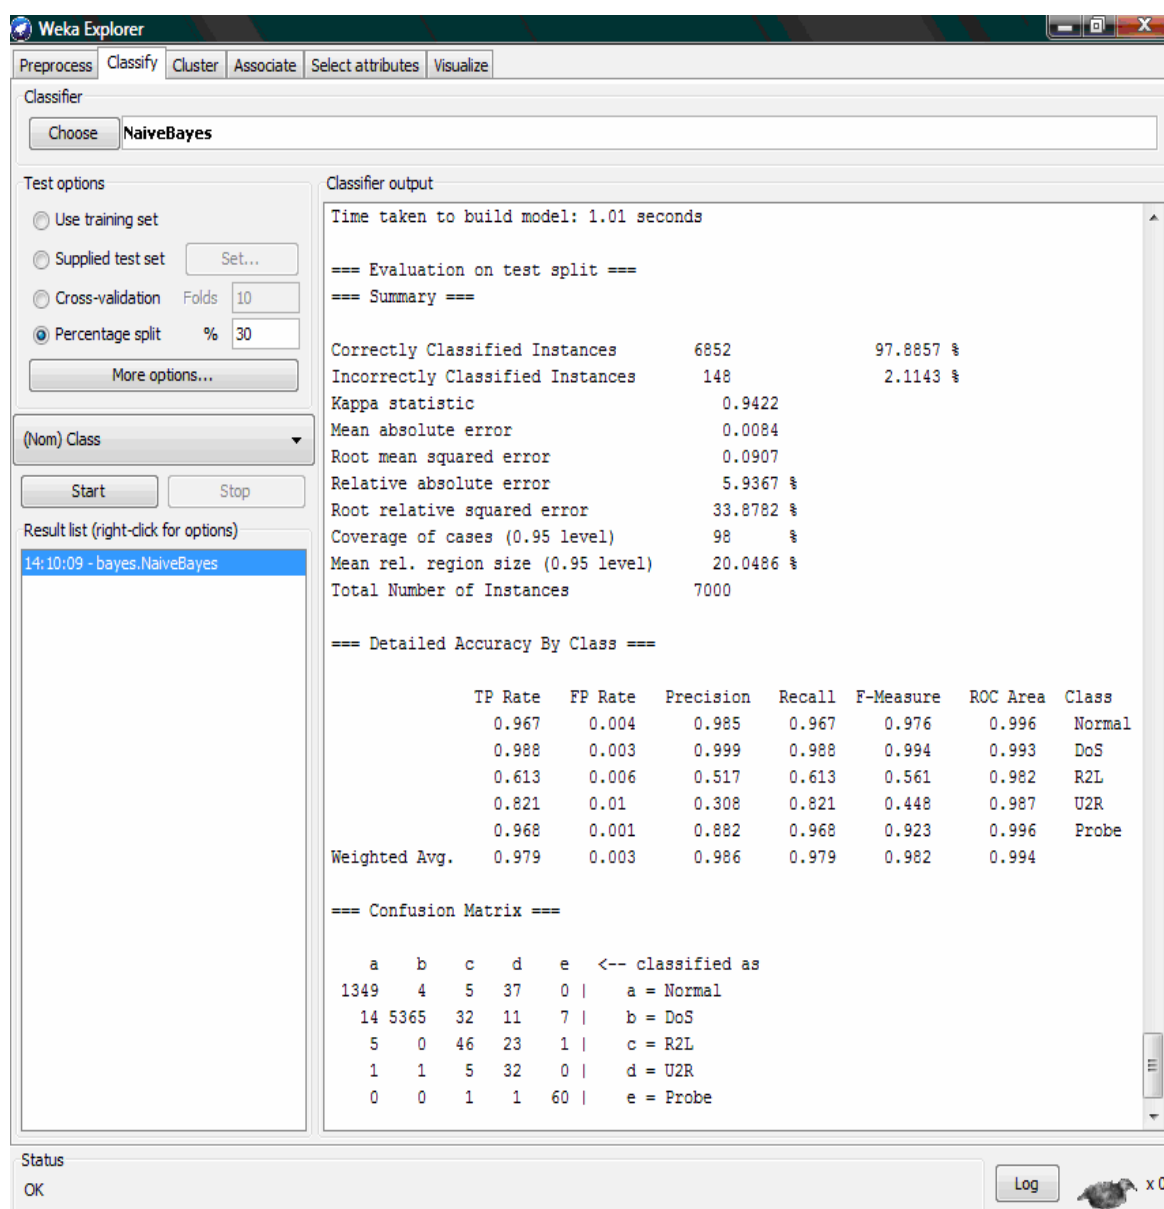 Weka Explorer
Preprocess Classify Cluster Associate Select attributes Visualize
Classifier
Choose NaiveBayes
Test options
Use training set
Supplied test set Set...
Cross-validation Folds 10
Percentage split % 30
More options...
(Nom) Class
Start Stop
Result list (right-click for options)
14:10:09 - bayes.NaiveBayes
Classifier output
Time taken to build model: 1.01 seconds
=== Evaluation on test split ===
=== Summary ===
Correctly Classified Instances 6852 97.8857 %
Incorrectly Classified Instances 148 2.1143 %
Kappa statistic 0.9422
Mean absolute error 0.0084
Root mean squared error 0.0907
Relative absolute error 5.9367 %
Root relative squared error 33.8782 %
Coverage of cases (0.95 level) 98 %
Mean rel. region size (0.95 level) 20.0486 %
Total Number of Instances 7000
=== Detailed Accuracy By Class ===
TP Rate FP Rate Precision Recall F-Measure ROC Area Class
0.967 0.004 0.985 0.967 0.976 0.996 Normal
0.988 0.003 0.999 0.988 0.994 0.993 DoS
0.613 0.006 0.517 0.613 0.561 0.982 R2L
0.821 0.01 0.308 0.821 0.448 0.987 U2R
0.968 0.001 0.882 0.968 0.923 0.996 Probe
Weighted Avg. 0.979 0.003 0.986 0.979 0.982 0.994
=== Confusion Matrix ===
a b c d e <-- classified as
1349 4 5 37 0 | a = Normal
14 5365 32 11 7 | b = DoS
5 0 46 23 1 | c = R2L
1 1 5 32 0 | d = U2R
0 0 1 1 60 | e = Probe
Status
OK
Log x 0